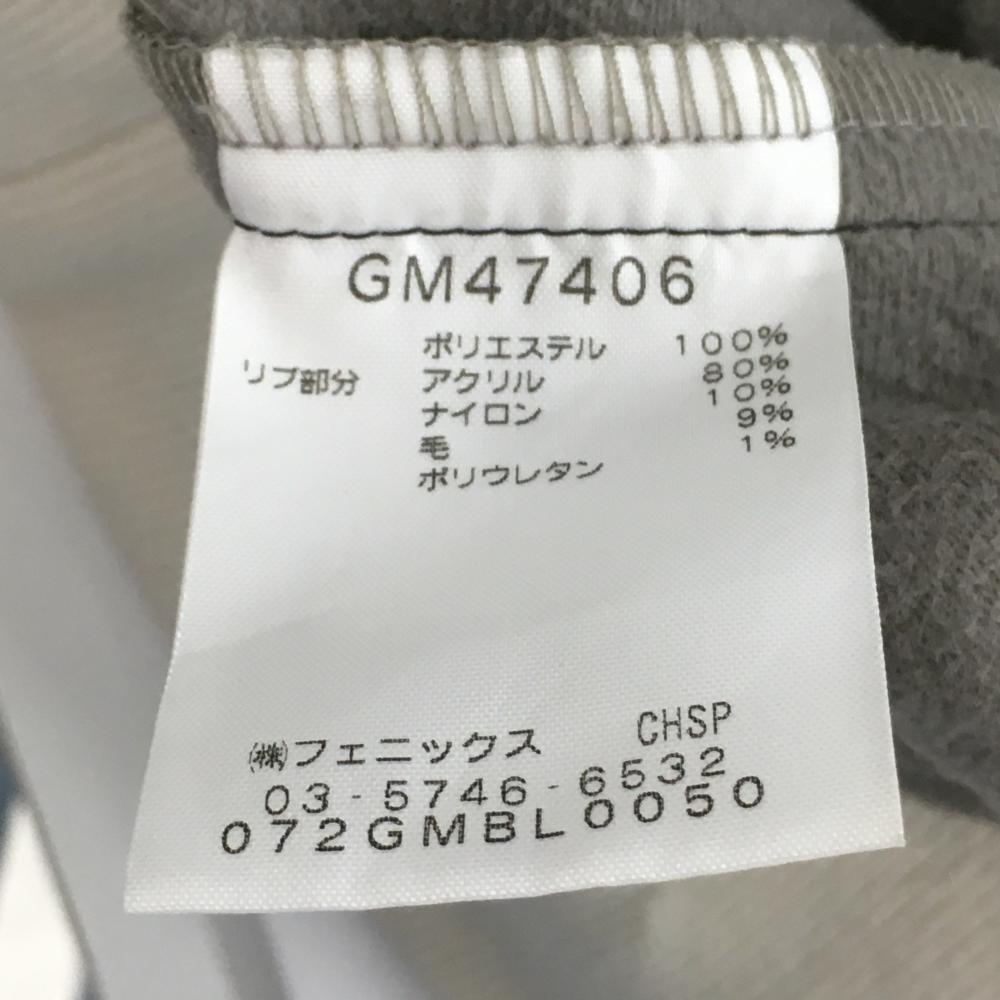 GM47406
ポリエステル 100%
リブ部分 アクリル 80%
ナイロン 10%
毛 9%
ポリウレタン 1%
㈱フェニックス CHSP
03-5746-6532
072GMBL0050